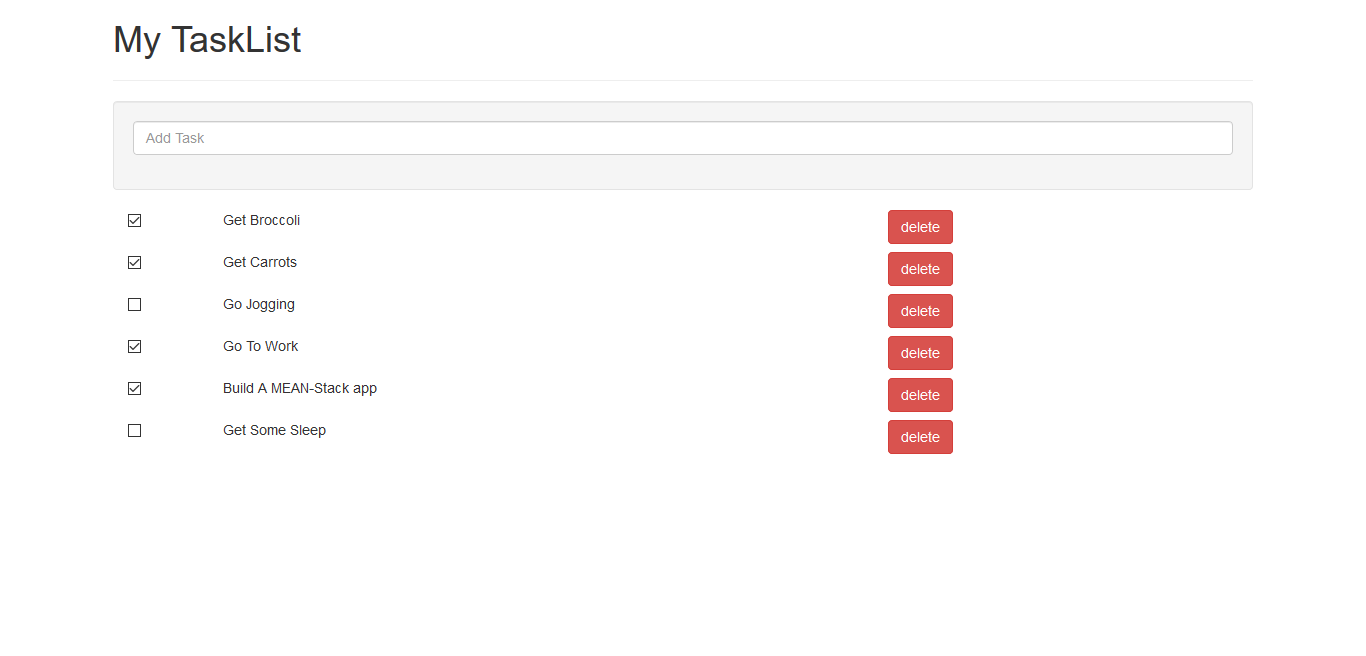 My TaskList
Add Task
Get Broccoli delete
Get Carrots delete
Go Jogging delete
Go To Work delete
Build A MEAN-Stack app delete
Get Some Sleep delete